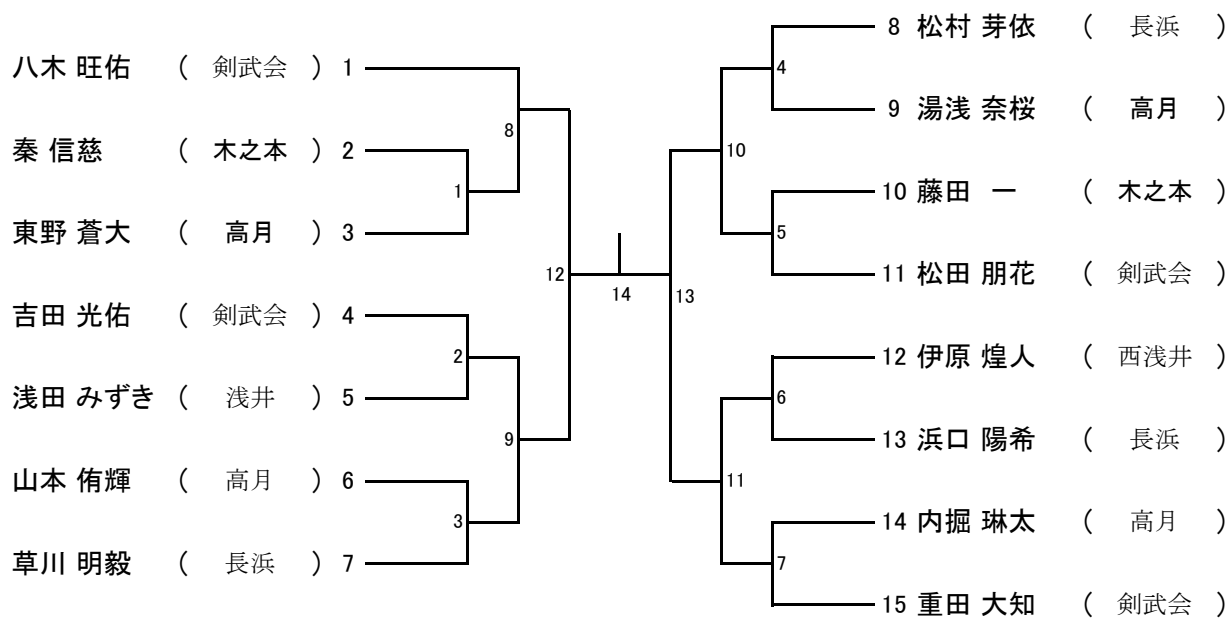 八木 旺佑 ( 剣武会 ) 1
秦 信慈 ( 木之本 ) 2
東野 蒼大 ( 高月 ) 3
吉田 光佑 ( 剣武会 ) 4
浅田 みずき ( 浅井 ) 5
山本 侑輝 ( 高月 ) 6
草川 明毅 ( 長浜 ) 7
8
1
12
2
9
3
14
13
10
4
5
11
6
7
8 松村 芽依 ( 長浜 )
9 湯浅 奈桜 ( 高月 )
10 藤田 一 ( 木之本 )
11 松田 朋花 ( 剣武会 )
12 伊原 煌人 ( 西浅井 )
13 浜口 陽希 ( 長浜 )
14 内掘 琳太 ( 高月 )
15 重田 大知 ( 剣武会 )